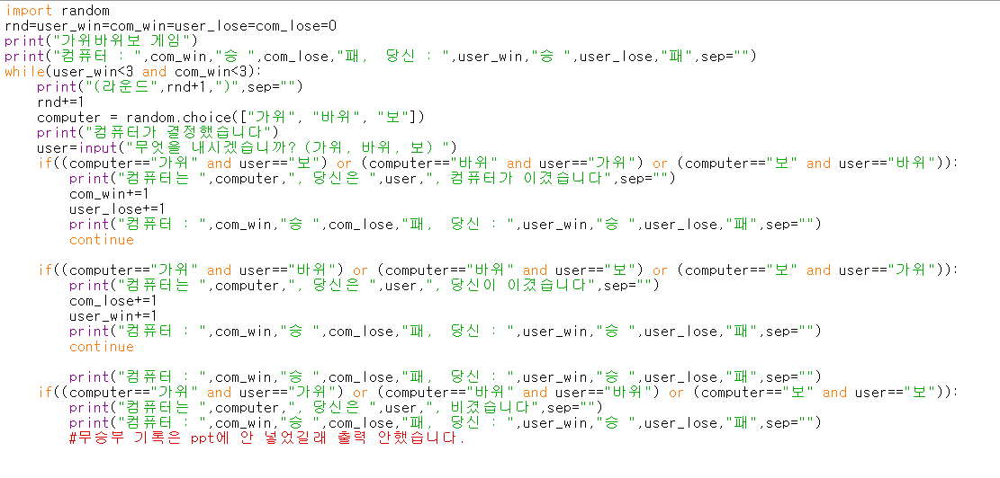 import random
rnd=user_win=com_win=user_lose=com_lose=0
print("가위바위보 게임")
print("컴퓨터 : ",com_win,"승 ",com_lose,"패,  당신 : ",user_win,"승 ",user_lose,"패",sep="")
while(user_win<3 and com_win<3):
    print("(라운드",rnd+1,")",sep="")
    rnd+=1
    computer = random.choice(["가위", "바위", "보"])
    print("컴퓨터가 결정했습니다")
    user=input("무엇을 내시겠습니까? (가위, 바위, 보) ")
    if((computer=="가위" and user=="보") or (computer=="바위" and user=="가위") or (computer=="보" and user=="바위")):
        print("컴퓨터는 ",computer,", 당신은 ",user,", 컴퓨터가 이겼습니다",sep="")
        com_win+=1
        user_lose+=1
        print("컴퓨터 : ",com_win,"승 ",com_lose,"패,  당신 : ",user_win,"승 ",user_lose,"패",sep="")
        continue
    if((computer=="가위" and user=="바위") or (computer=="바위" and user=="보") or (computer=="보" and user=="가위")):
        print("컴퓨터는 ",computer,", 당신은 ",user,", 당신이 이겼습니다",sep="")
        com_lose+=1
        user_win+=1
        print("컴퓨터 : ",com_win,"승 ",com_lose,"패,  당신 : ",user_win,"승 ",user_lose,"패",sep="")
        continue
        print("컴퓨터 : ",com_win,"승 ",com_lose,"패,  당신 : ",user_win,"승 ",user_lose,"패",sep="")
    if((computer=="가위" and user=="가위") or (computer=="바위" and user=="바위") or (computer=="보" and user=="보")):
        print("컴퓨터는 ",computer,", 당신은 ",user,", 비겼습니다",sep="")
        print("컴퓨터 : ",com_win,"승 ",com_lose,"패,  당신 : ",user_win,"승 ",user_lose,"패",sep="")
        #무승부 기록은 ppt에 안 넣었길래 출력 안했습니다.